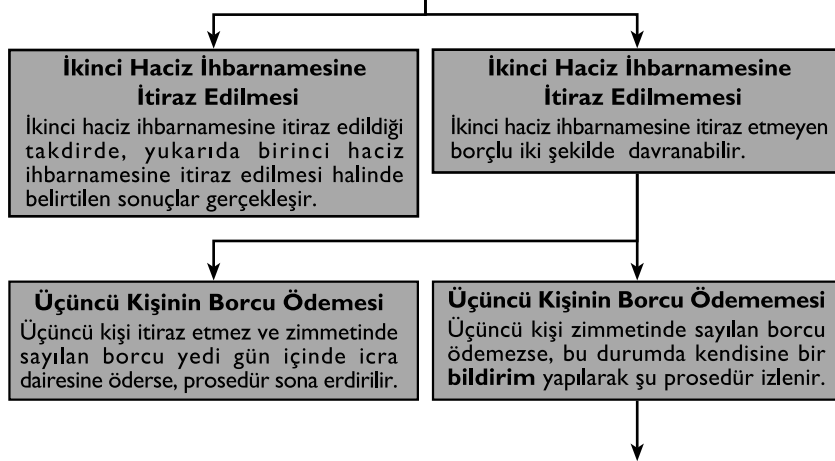 İkinci Haciz İhbarnamesine
İtiraz Edilmesi
İkinci haciz ihbarnamesine itiraz edildiği
takdirde, yukarıda birinci haciz
ihbarnamesine itiraz edilmesi halinde
belirtilen sonuçlar gerçekleşir.
İkinci Haciz İhbarnamesine
İtiraz Edilmemesi
İkinci haciz ihbarnamesine itiraz etmeyen
borçlu iki şekilde davranabilir.
Üçüncü Kişinin Borcu Ödemesi
Üçüncü kişi itiraz etmez ve zimmetinde
sayılan borcu yedi gün içinde icra
dairesine öderse, prosedür sona erdirilir.
Üçüncü Kişinin Borcu Ödememesi
Üçüncü kişi zimmetinde sayılan borcu
ödemezse, bu durumda kendisine bir
bildirim yapılarak şu prosedür izlenir.